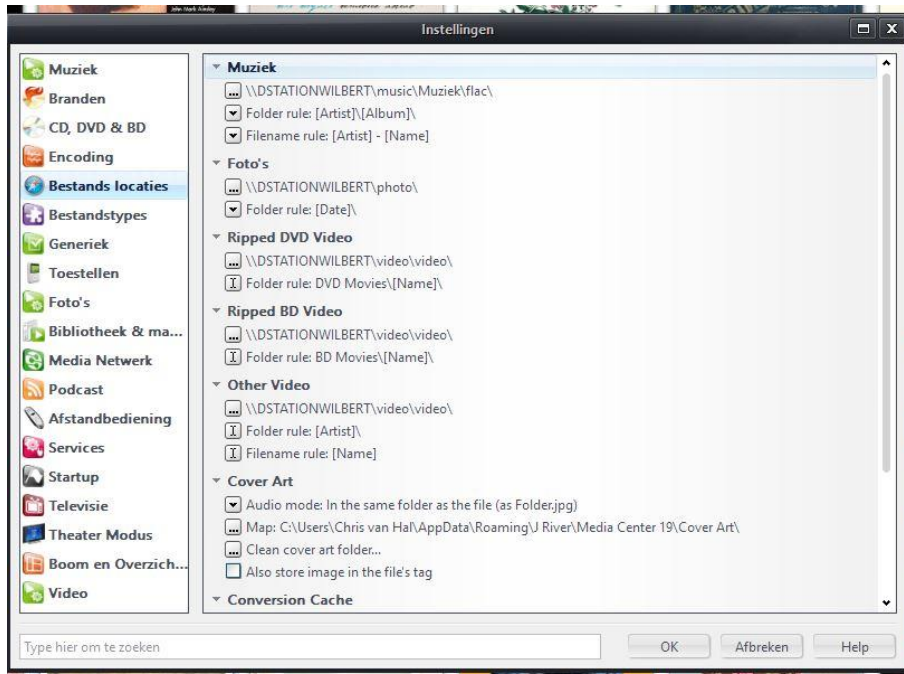 John Mark Ainsley
Instellingen
Muziek
Branden
CD, DVD & BD
Encoding
Bestands locaties
Bestandstypes
Generiek
Toestellen
Foto's
Bibliotheek & ma...
Media Netwerk
Podcast
Afstandbediening
Services
Startup
Televisie
Theater Modus
Boom en Overzich...
Video
Muziek
\\DSTATIONWILBERT\music\Muziek\flac\
Folder rule: [Artist]\[Album]\
Filename rule: [Artist] - [Name]
Foto's
\\DSTATIONWILBERT\photo\
Folder rule: [Date]\
Ripped DVD Video
\\DSTATIONWILBERT\video\video\
Folder rule: DVD Movies\[Name]\
Ripped BD Video
\\DSTATIONWILBERT\video\video\
Folder rule: BD Movies\[Name]\
Other Video
\\DSTATIONWILBERT\video\video\
Folder rule: [Artist]\
Filename rule: [Name]
Cover Art
Audio mode: In the same folder as the file (as Folder.jpg)
Map: C:\Users\Chris van Hal\AppData\Roaming\J River\Media Center 19\Cover Art\
Clean cover art folder...
Also store image in the file's tag
Conversion Cache
Type hier om te zoeken
OK
Afbreken
Help